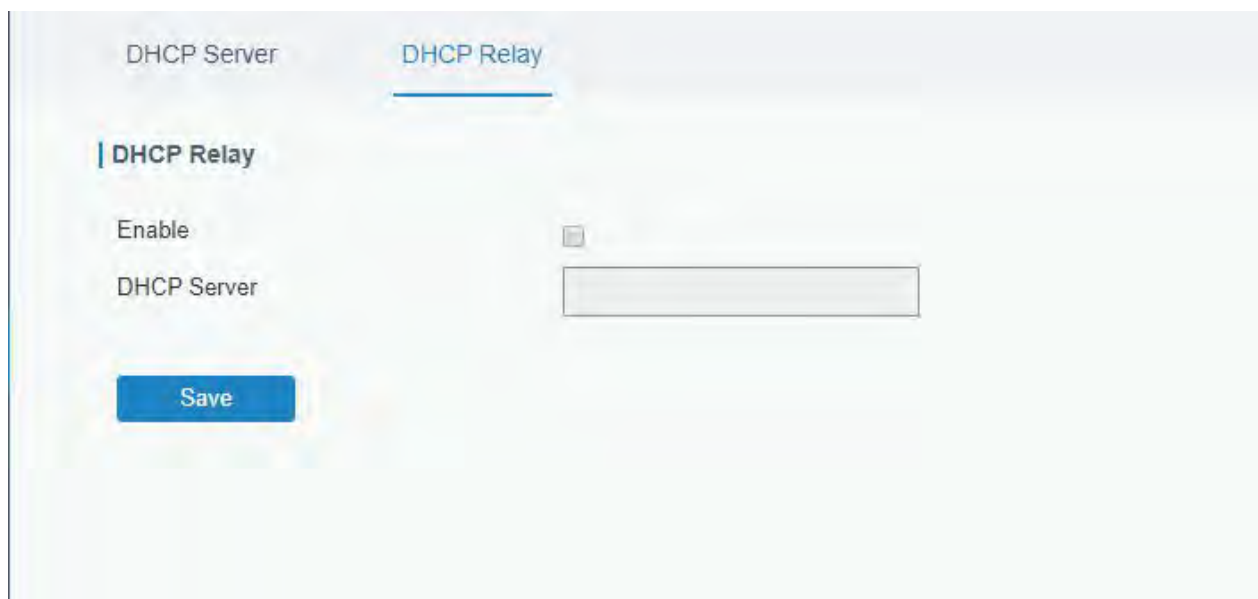 DHCP Server DHCP Relay
DHCP Relay
Enable
DHCP Server
Save